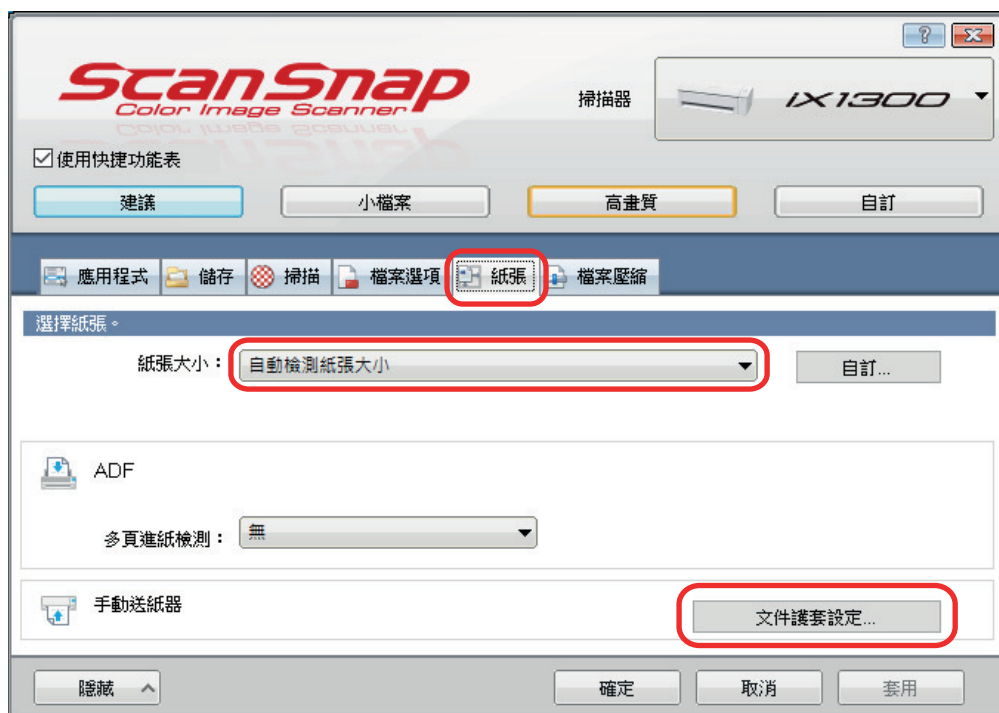 ScanSnap
Color Image Scanner
掃描器
iX1300
使用快捷功能表
建議 小檔案 高畫質 自訂
應用程式 儲存 掃描 檔案選項 紙張 檔案壓縮
選擇紙張。
紙張大小： 自動檢測紙張大小 自訂...
ADF
多頁進紙檢測： 無
手動送紙器
文件護套設定...
隱藏 確定 取消 套用